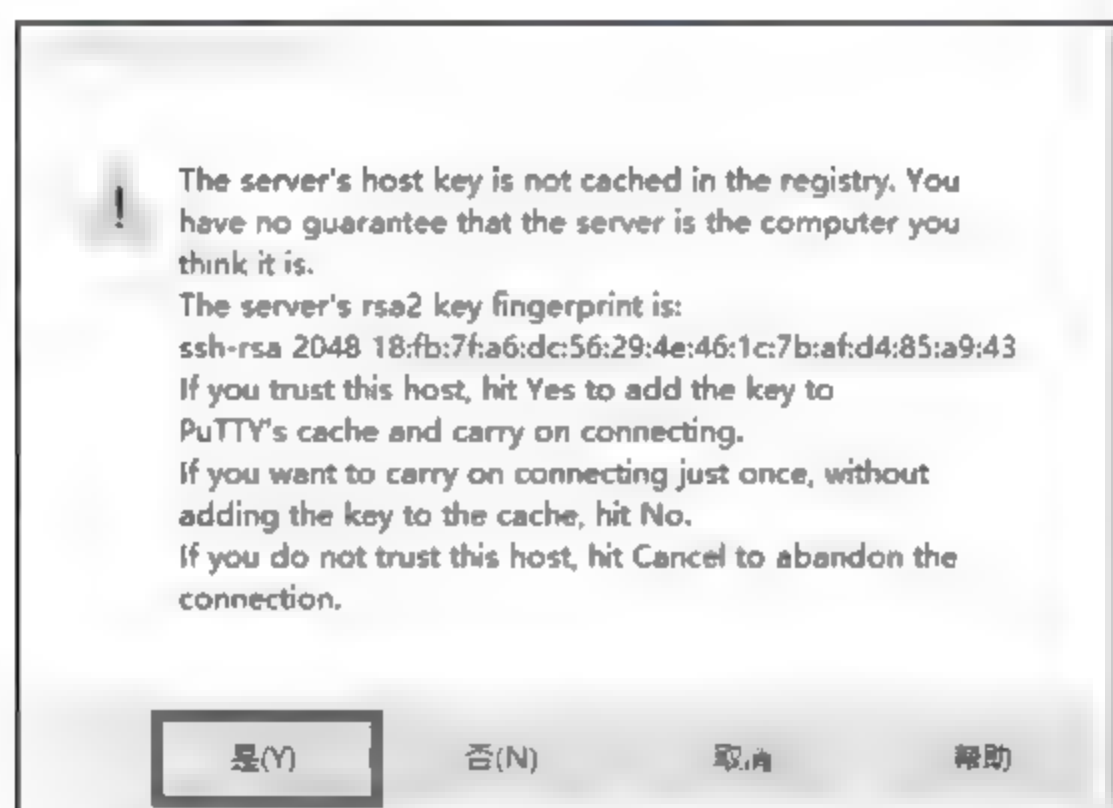 The server's host key is not cached in the registry. You
have no guarantee that the server is the computer you
think it is.
The server's rsa2 key fingerprint is:
ssh-rsa 2048 18:fb:7f:a6:dc:56:29:4e:46:1c:7b:af:d4:85:a9:43
If you trust this host, hit Yes to add the key to
PuTTY's cache and carry on connecting.
If you want to carry on connecting just once, without
adding the key to the cache, hit No.
If you do not trust this host, hit Cancel to abandon the
connection.
是(Y) 否(N) 取消 帮助